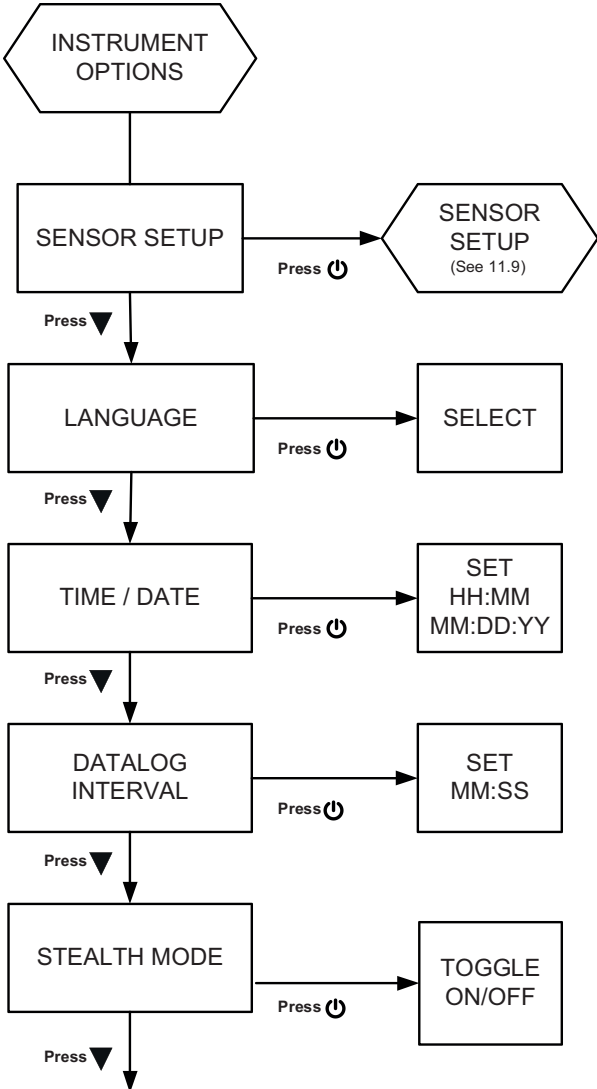 INSTRUMENT
OPTIONS
SENSOR SETUP
Press
SENSOR
SETUP
(See 11.9)
Press
LANGUAGE
Press
SELECT
Press
TIME / DATE
Press
SET
HH:MM
MM:DD:YY
Press
DATALOG
INTERVAL
Press
SET
MM:SS
Press
STEALTH MODE
Press
TOGGLE
ON/OFF
Press